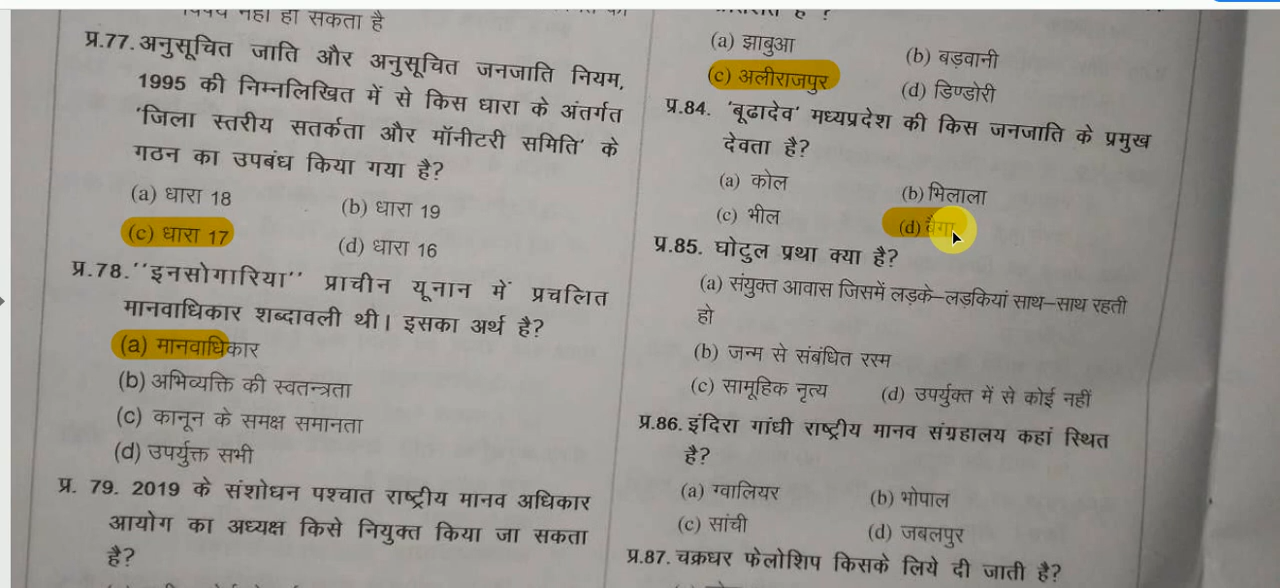 हो सकता है
प्र.77. अनुसूचित जाति और अनुसूचित जनजाति नियम,
1995 की निम्नलिखित में से किस धारा के अंतर्गत
'जिला स्तरीय सतर्कता और मॉनीटरी समिति' के
गठन का उपबंध किया गया है?
(a) धारा 18
(b) धारा 19
(c) धारा 17
(d) धारा 16
प्र.78.''इनसोगारिया'' प्राचीन यूनान में प्रचलित
मानवाधिकार शब्दावली थी। इसका अर्थ है?
(a) मानवाधिकार
(b) अभिव्यक्ति की स्वतन्त्रता
(c) कानून के समक्ष समानता
(d) उपर्युक्त सभी
प्र. 79. 2019 के संशोधन पश्चात राष्ट्रीय मानव अधिकार
आयोग का अध्यक्ष किसे नियुक्त किया जा सकता
है?
(a) झाबुआ
(b) बड़वानी
(c) अलीराजपुर
(d) डिण्डोरी
प्र.84. 'बूढादेव' मध्यप्रदेश की किस जनजाति के प्रमुख
देवता है?
(a) कोल
(b) भिलाला
(c) भील
(d) बैगा
प्र.85. घोटुल प्रथा क्या है?
(a) संयुक्त आवास जिसमें लड़के–लड़कियां साथ–साथ रहती
हो
(b) जन्म से संबंधित रस्म
(c) सामूहिक नृत्य
(d) उपर्युक्त में से कोई नहीं
प्र.86. इंदिरा गांधी राष्ट्रीय मानव संग्रहालय कहां स्थित
है?
(a) ग्वालियर
(b) भोपाल
(c) सांची
(d) जबलपुर
प्र.87. चक्रधर फेलोशिप किसके लिये दी जाती है?